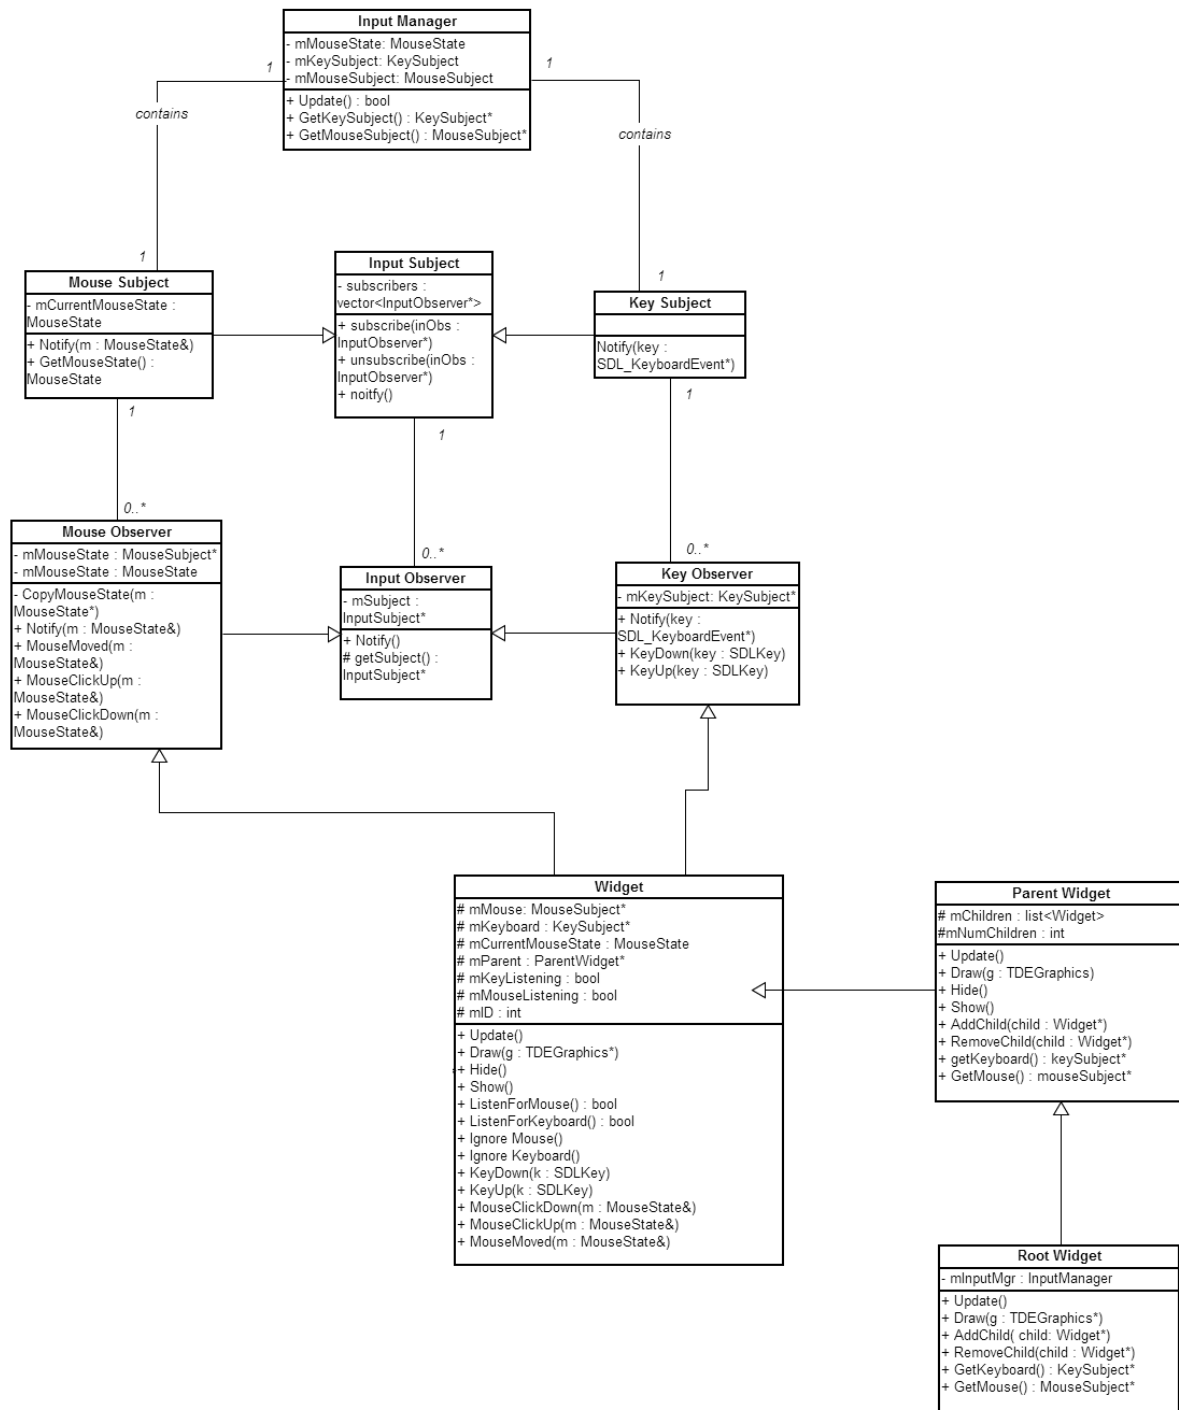 Input Manager
- mMouseState: MouseState
- mKeySubject: KeySubject
- mMouseSubject: MouseSubject
+ Update() : bool
+ GetKeySubject() : KeySubject*
+ GetMouseSubject() : MouseSubject*
1
1
contains
contains
1
1
Mouse Subject
- mCurrentMouseState :
MouseState
+ Notify(m : MouseState&)
+ GetMouseState() :
MouseState
Input Subject
- subscribers :
vector<InputObserver*>
+ subscribe(inObs :
InputObserver*)
+ unsubscribe(inObs :
InputObserver*)
+ noitfy()
Key Subject
Notify(key :
SDL_KeyboardEvent*)
1
1
1
0..*
0..*
0..*
Mouse Observer
- mMouseState : MouseSubject*
- mMouseState : MouseState
- CopyMouseState(m :
MouseState*)
+ Notify(m : MouseState&)
+ MouseMoved(m :
MouseState&)
+ MouseClickUp(m :
MouseState&)
+ MouseClickDown(m :
MouseState&)
Input Observer
- mSubject :
InputSubject*
+ Notify()
# getSubject() :
InputSubject*
Key Observer
- mKeySubject: KeySubject*
+ Notify(key :
SDL_KeyboardEvent*)
+ KeyDown(key : SDLKey)
+ KeyUp(key : SDLKey)
Widget
# mMouse: MouseSubject*
# mKeyboard : KeySubject*
# mCurrentMouseState : MouseState
# mParent : ParentWidget*
# mKeyListening : bool
# mMouseListening : bool
# mID : int
+ Update()
+ Draw(g : TDEGraphics*)
+ Hide()
+ Show()
+ ListenForMouse() : bool
+ ListenForKeyboard() : bool
+ Ignore Mouse()
+ Ignore Keyboard()
+ KeyDown(k : SDLKey)
+ KeyUp(k : SDLKey)
+ MouseClickDown(m : MouseState&)
+ MouseClickUp(m : MouseState&)
+ MouseMoved(m : MouseState&)
Parent Widget
# mChildren : list<Widget>
#mNumChildren : int
+ Update()
+ Draw(g : TDEGraphics)
+ Hide()
+ Show()
+ AddChild(child : Widget*)
+ RemoveChild(child : Widget*)
+ getKeyboard() : keySubject*
+ GetMouse() : mouseSubject*
Root Widget
- mInputMgr : InputManager
+ Update()
+ Draw(g : TDEGraphics*)
+ AddChild( child: Widget*)
+ RemoveChild(child : Widget*)
+ GetKeyboard() : KeySubject*
+ GetMouse() : MouseSubject*